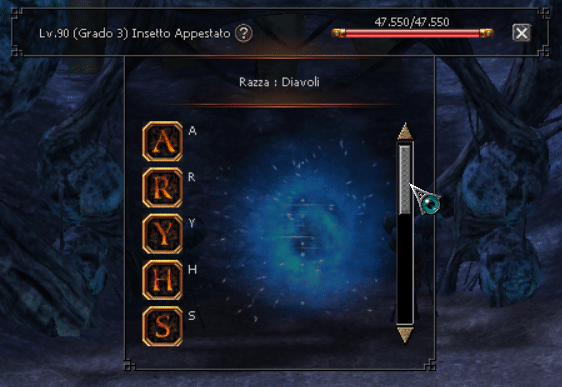 Lv.90 (Grado 3) Insetto Appestato ?
47.550/47.550
Razza : Diavoli
A A
R R
Y Y
H H
S S